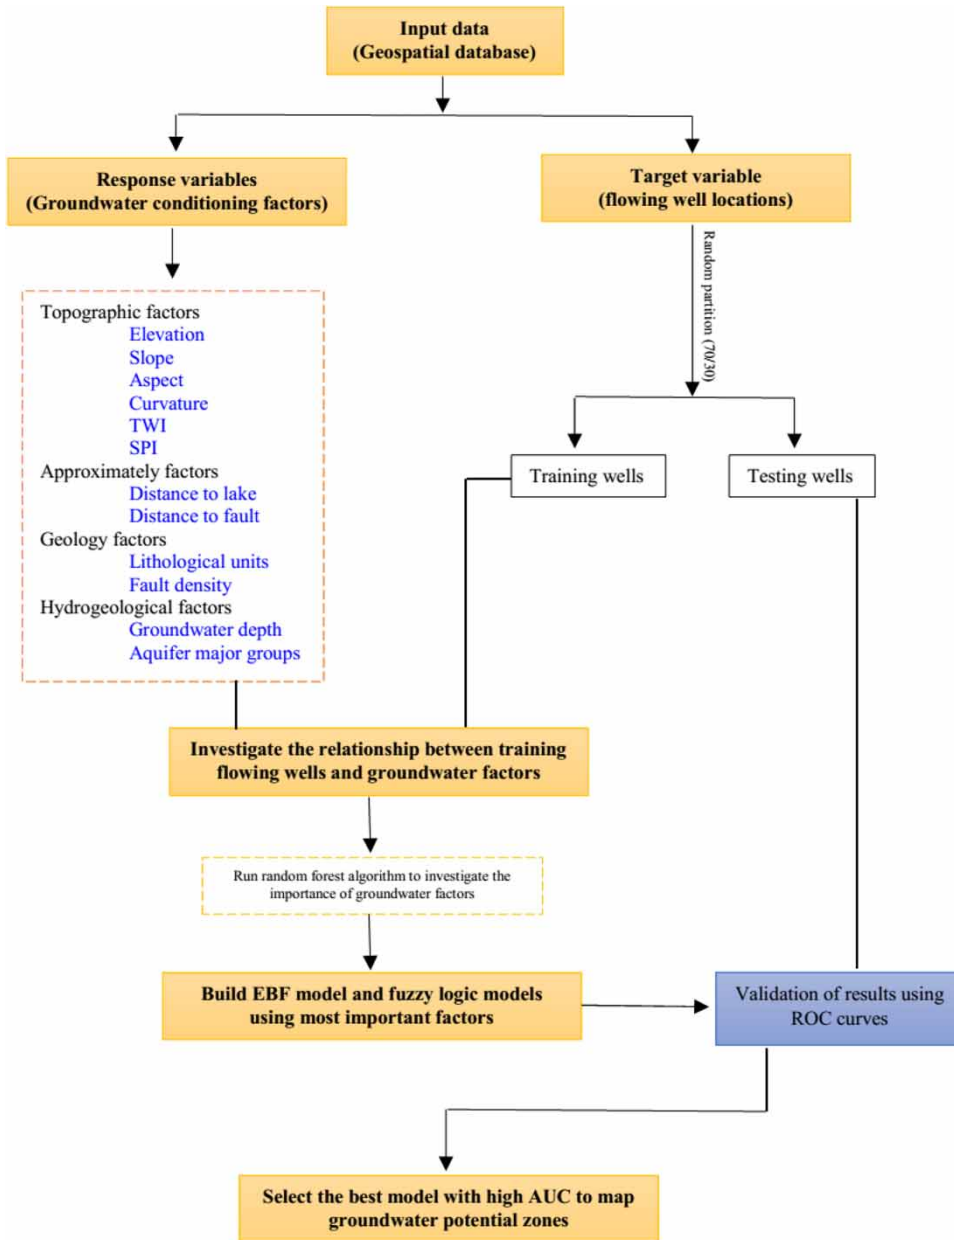 Input data
(Geospatial database)
Response variables
(Groundwater conditioning factors)
Target variable
(flowing well locations)
Random partition (70/30)
Topographic factors
Elevation
Slope
Aspect
Curvature
TWI
SPI
Approximately factors
Distance to lake
Distance to fault
Geology factors
Lithological units
Fault density
Hydrogeological factors
Groundwater depth
Aquifer major groups
Training wells
Testing wells
Investigate the relationship between training
flowing wells and groundwater factors
Run random forest algorithm to investigate the
importance of groundwater factors
Build EBF model and fuzzy logic models
using most important factors
Validation of results using
ROC curves
Select the best model with high AUC to map
groundwater potential zones